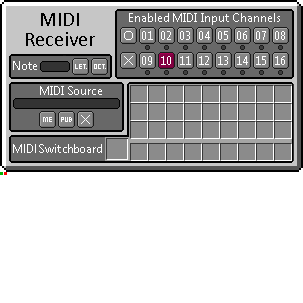 MIDI
Receiver
Enabled MIDI Input Channels
01 02 03 04 05 06 07 08
09 10 11 12 13 14 15 16
Note LET. OCT.
MIDI Source
ME PUB
MIDI Switchboard